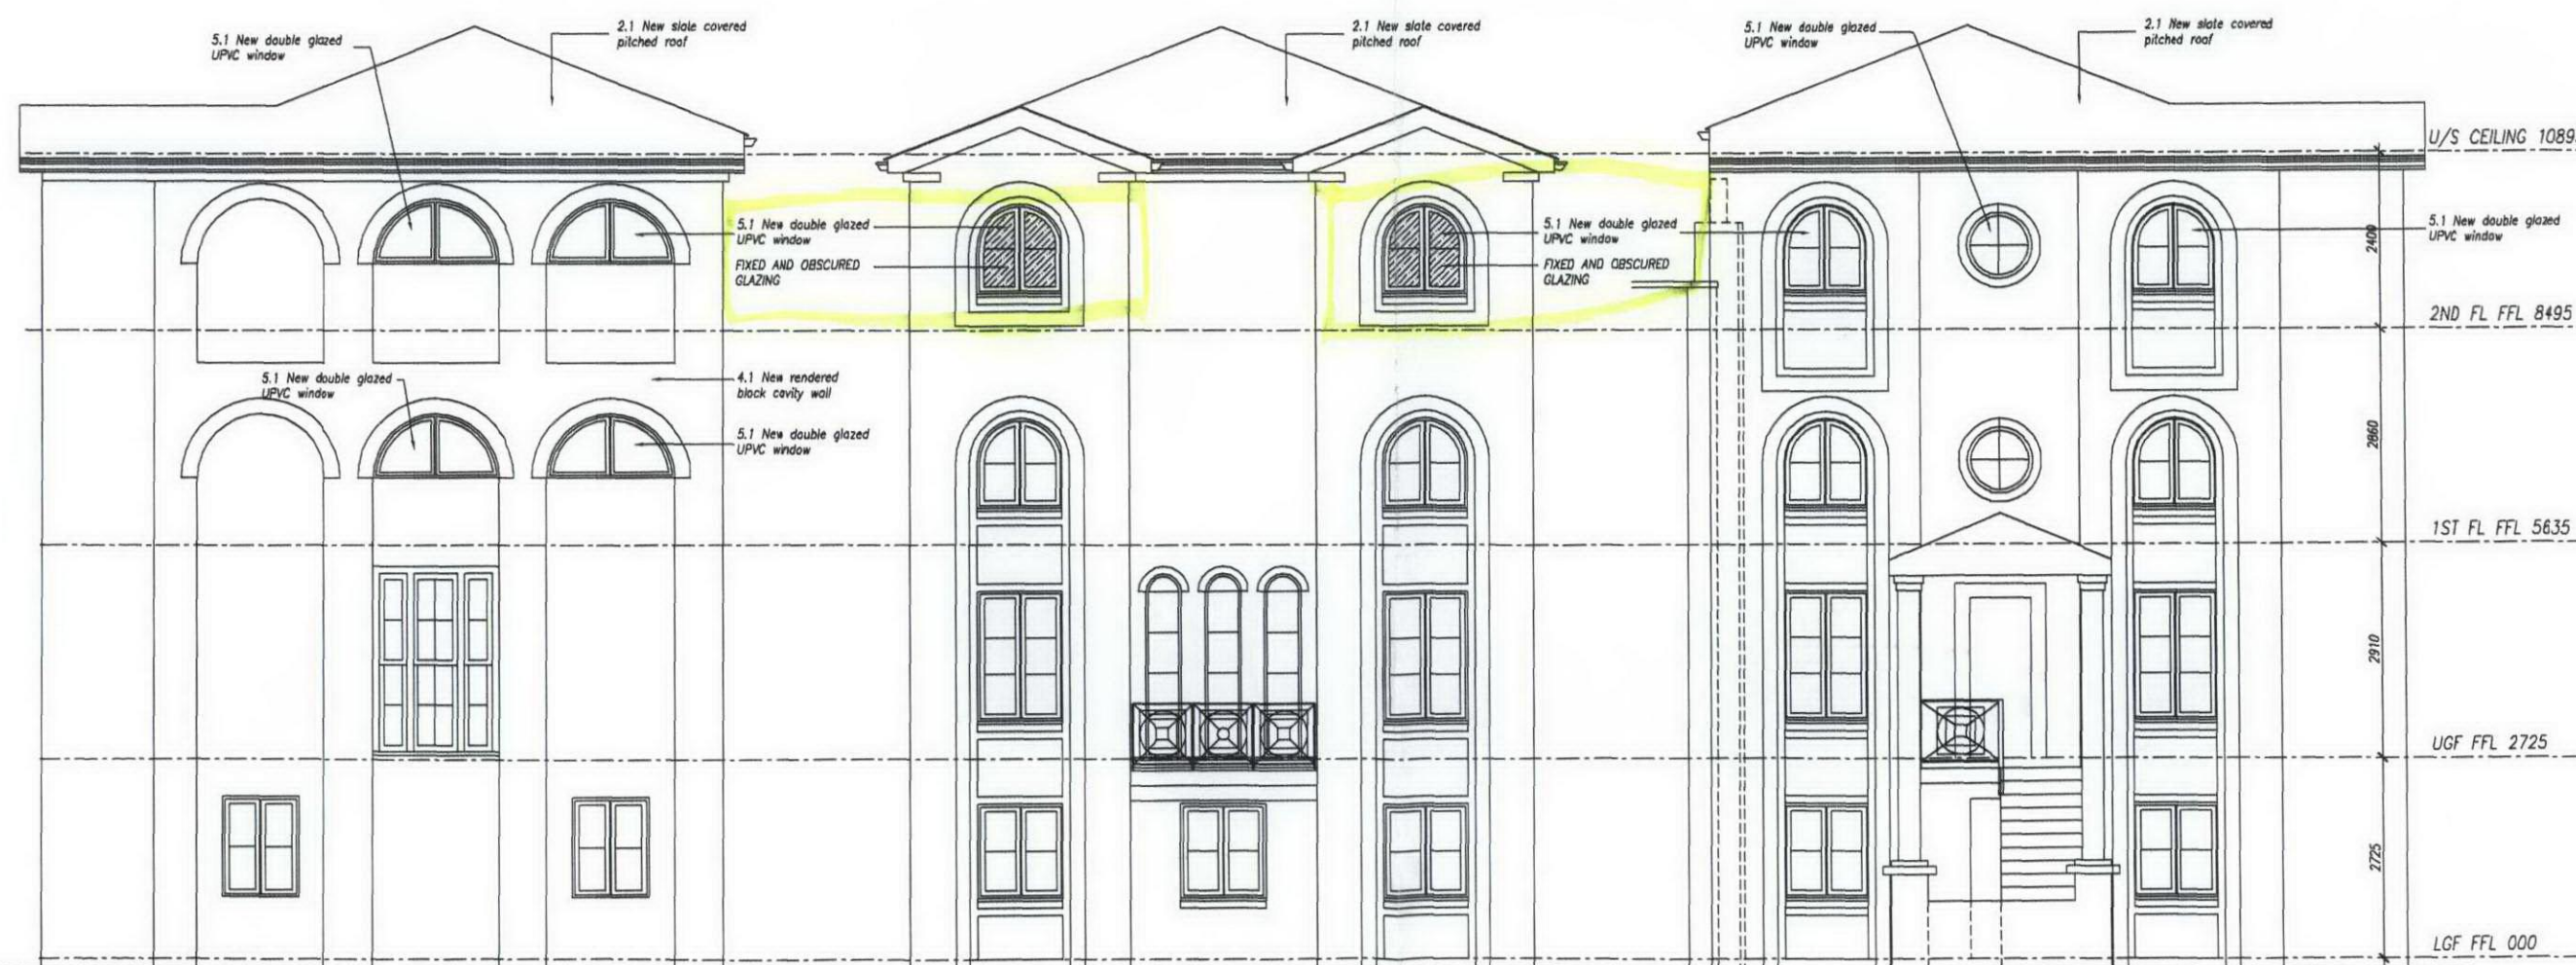 5.1 New double glazed
UPVC window
2.1 New slate covered
pitched roof
2.1 New slate covered
pitched roof
5.1 New double glazed
UPVC window
2.1 New slate covered
pitched roof
U/S CEILING 1089
5.1 New double glazed
UPVC window
FIXED AND OBSCURED
GLAZING
5.1 New double glazed
UPVC window
FIXED AND OBSCURED
GLAZING
5.1 New double glazed
UPVC window
2400
2ND FL FFL 8495
5.1 New double glazed
UPVC window
4.1 New rendered
block cavity wall
5.1 New double glazed
UPVC window
2860
1ST FL FFL 5635
2910
UGF FFL 2725
2725
LGF FFL 000